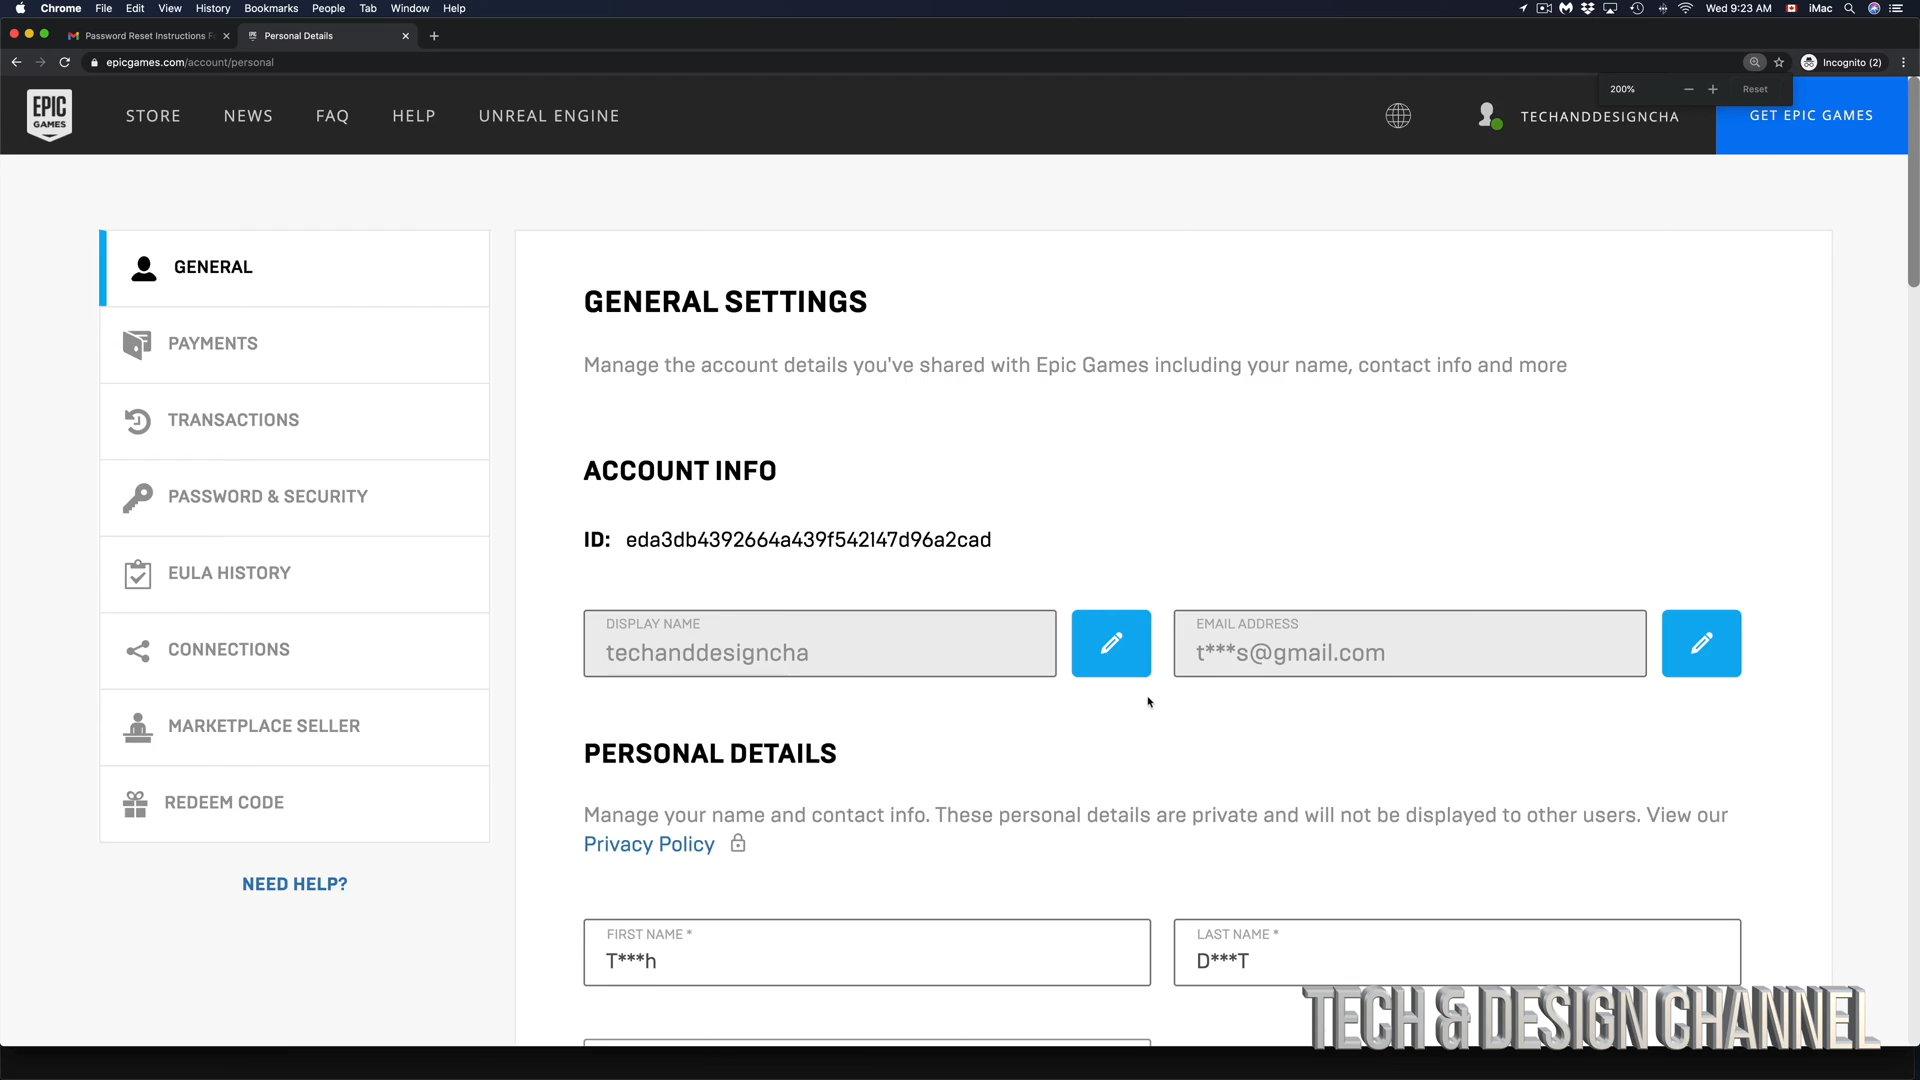 Chrome File Edit View History Bookmarks People Tab Window Help Wed 9:23 AM iMac
Password Reset Instructions F Personal Details
epicgames.com/account/personal Incognito (2)
200% Reset
EPIC GAMES STORE NEWS FAQ HELP UNREAL ENGINE TECHANDDESIGNCHA GET EPIC GAMES
GENERAL
PAYMENTS
TRANSACTIONS
PASSWORD & SECURITY
EULA HISTORY
CONNECTIONS
MARKETPLACE SELLER
REDEEM CODE
NEED HELP?
GENERAL SETTINGS
Manage the account details you've shared with Epic Games including your name, contact info and more
ACCOUNT INFO
ID: eda3db4392664a439f542147d96a2cad
DISPLAY NAME
techanddesigncha
EMAIL ADDRESS
t***s@gmail.com
PERSONAL DETAILS
Manage your name and contact info. These personal details are private and will not be displayed to other users. View our
Privacy Policy
FIRST NAME *
T***h
LAST NAME *
D***T
TECH & DESIGN CHANNEL